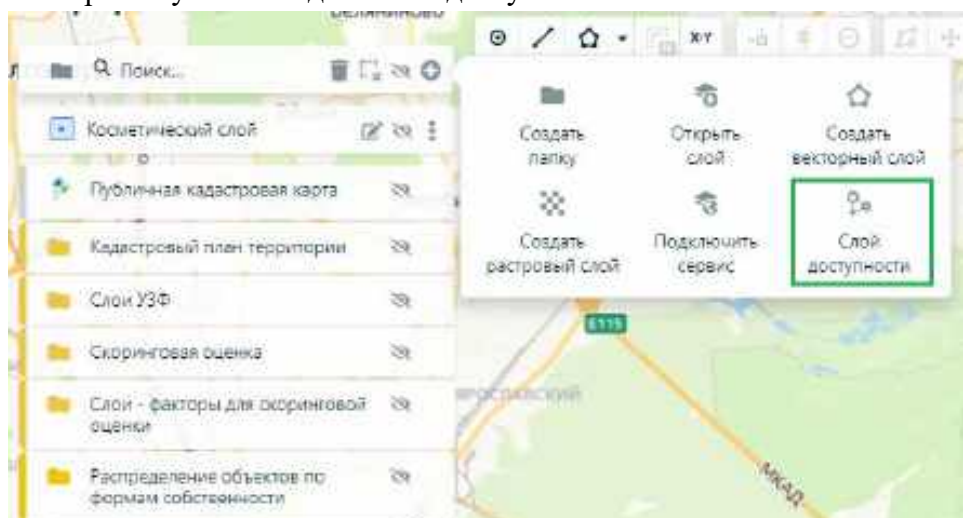 Поиск...
X-Y
Косметический слой
Публичная кадастровая карта
Кадастровый план территории
Слои УЗФ
Скоринговая оценка
Слои - факторы для скоринговой
оценки
Распределение объектов по
формам собственности
Создать
папку
Открыть
слой
Создать
векторный слой
Создать
растровый слой
Подключить
сервис
Слой
доступности
E115
МКАД